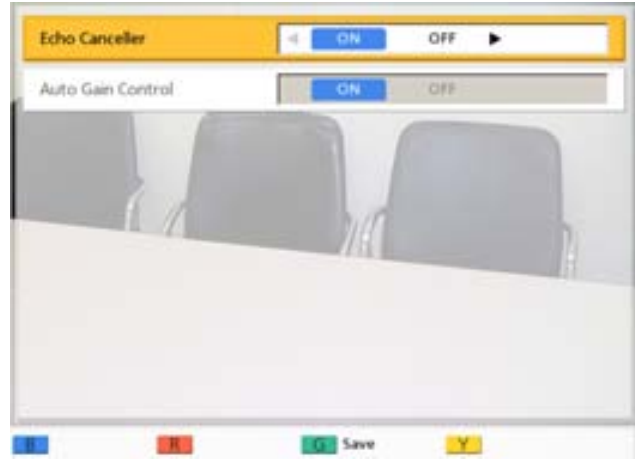 Echo Canceller ON OFF
Auto Gain Control ON OFF
B R G Save Y